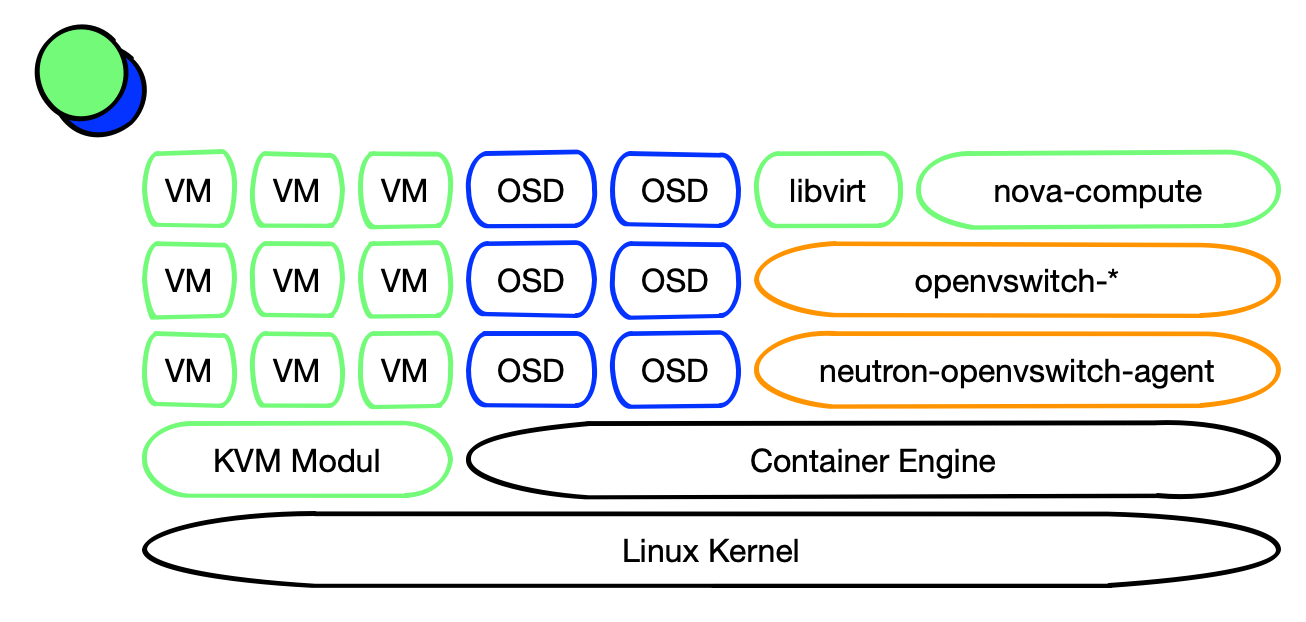 VM VM VM OSD OSD libvirt nova-compute
VM VM VM OSD OSD openvswitch-*
VM VM VM OSD OSD neutron-openvswitch-agent
KVM Modul Container Engine
Linux Kernel